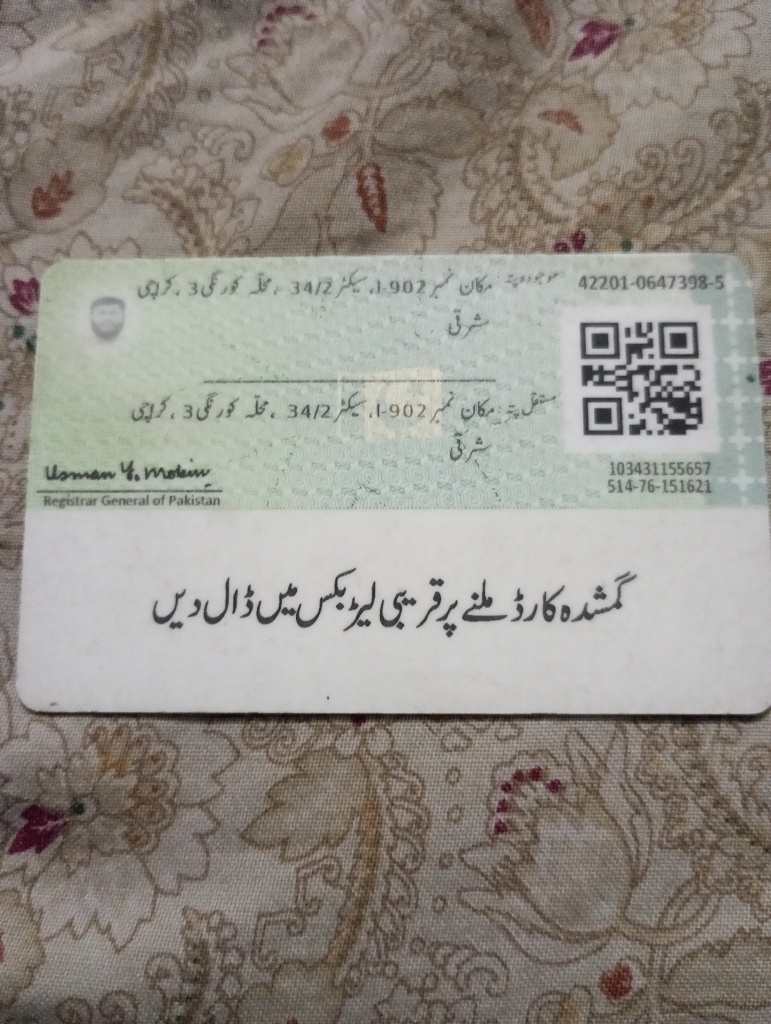 42201-0647398-5
موجودہ پتہ: مکان نمبر I-902، سیکٹر 34/2 ، محلّہ کورنگی 3 ، کراچی
شرقی
مستقل پتہ: مکان نمبر I-902، سیکٹر 34/2 ، محلّہ کورنگی 3 ، کراچی
شرقی
103431155657
514-76-151621
Usman Y. Mobin
Registrar General of Pakistan
گمشدہ کارڈ ملنے پر قریبی لیٹر بکس میں ڈال دیں